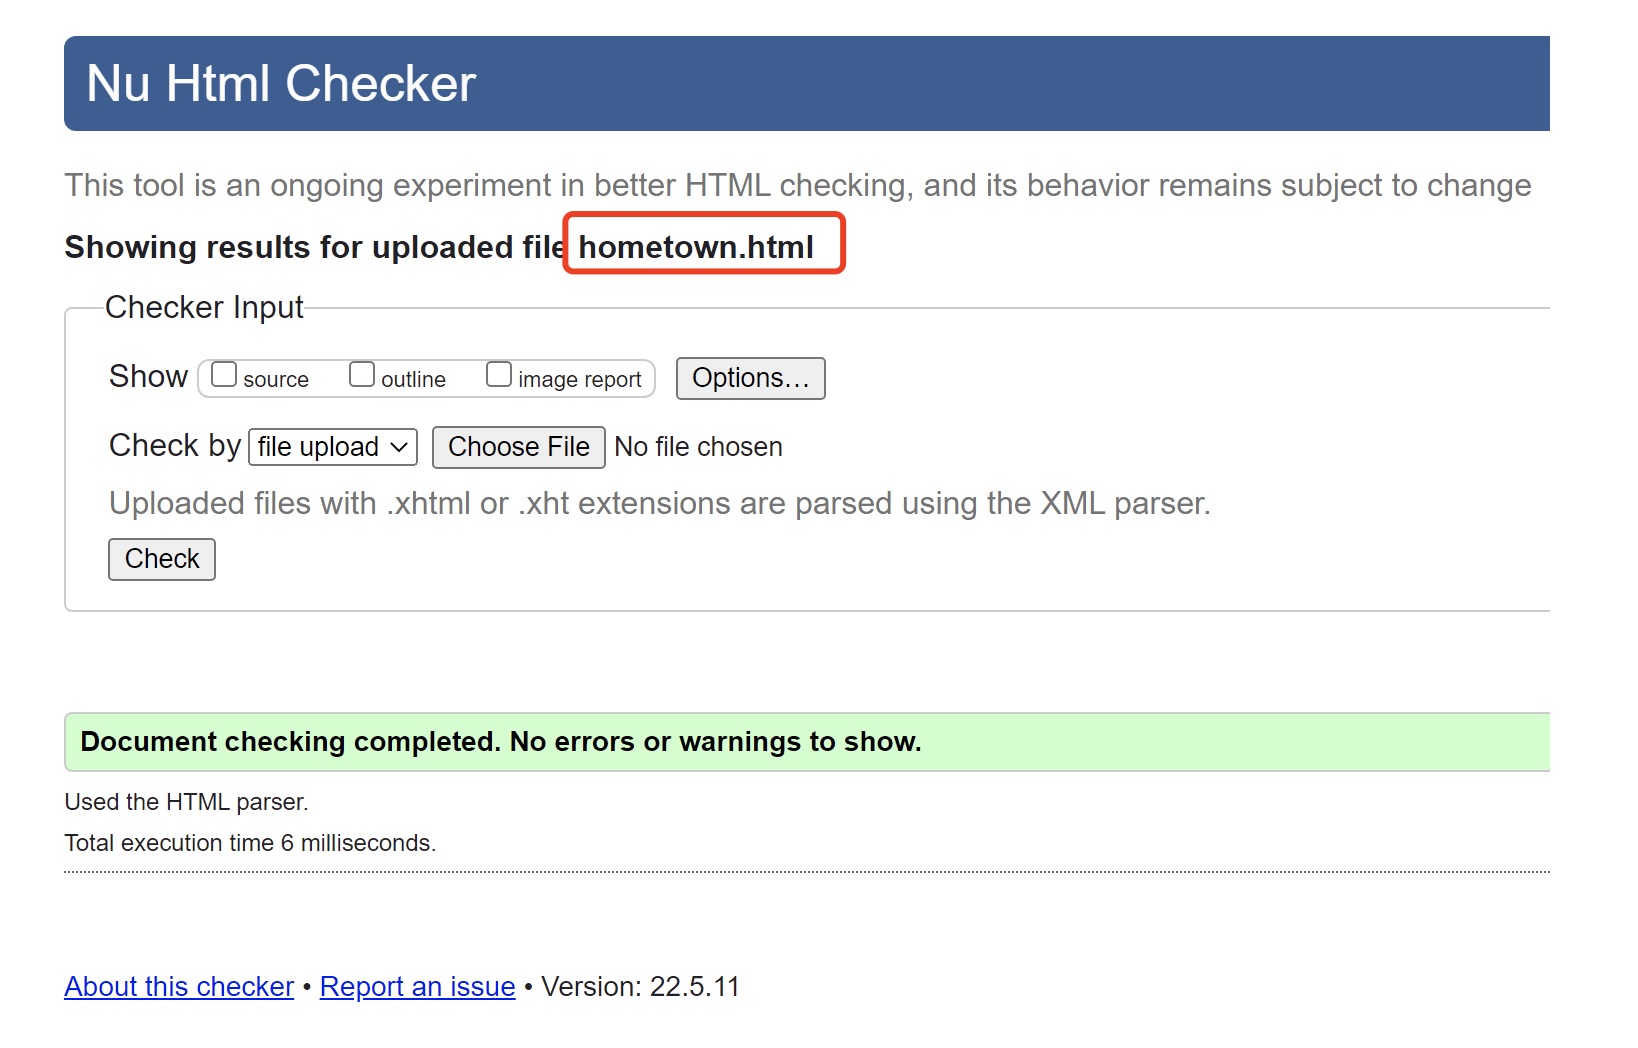 Nu Html Checker
This tool is an ongoing experiment in better HTML checking, and its behavior remains subject to change
Showing results for uploaded file hometown.html
Checker Input
Show source outline image report Options…
Check by file upload Choose File No file chosen
Uploaded files with .xhtml or .xht extensions are parsed using the XML parser.
Check
Document checking completed. No errors or warnings to show.
Used the HTML parser.
Total execution time 6 milliseconds.
About this checker • Report an issue • Version: 22.5.11